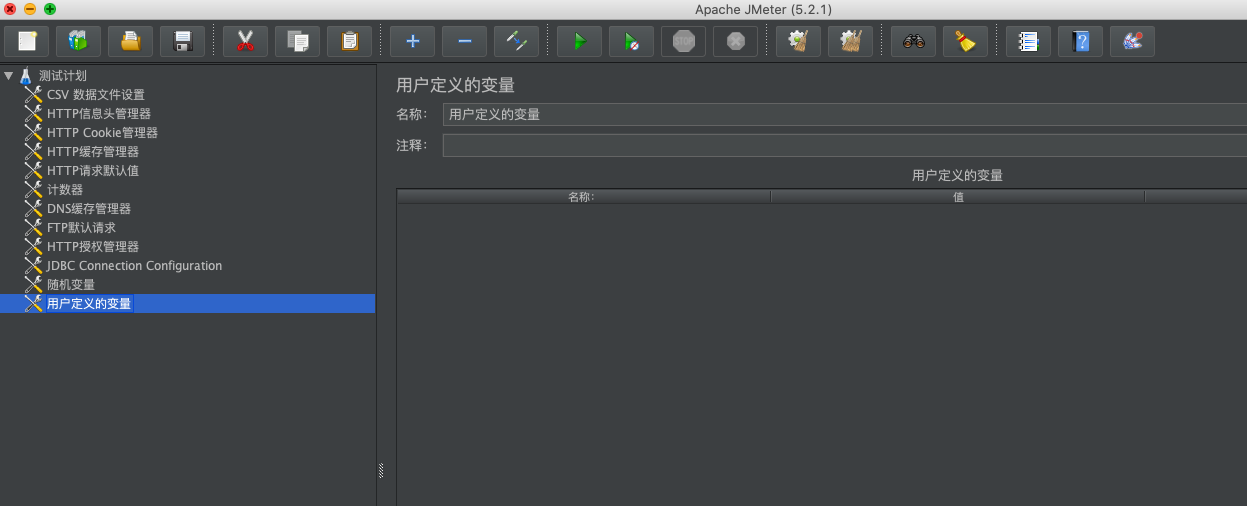 Apache JMeter (5.2.1)
STOP
测试计划
CSV 数据文件设置
HTTP信息头管理器
HTTP Cookie管理器
HTTP缓存管理器
HTTP请求默认值
计数器
DNS缓存管理器
FTP默认请求
HTTP授权管理器
JDBC Connection Configuration
随机变量
用户定义的变量
用户定义的变量
名称： 用户定义的变量
注释：
用户定义的变量
名称: 值